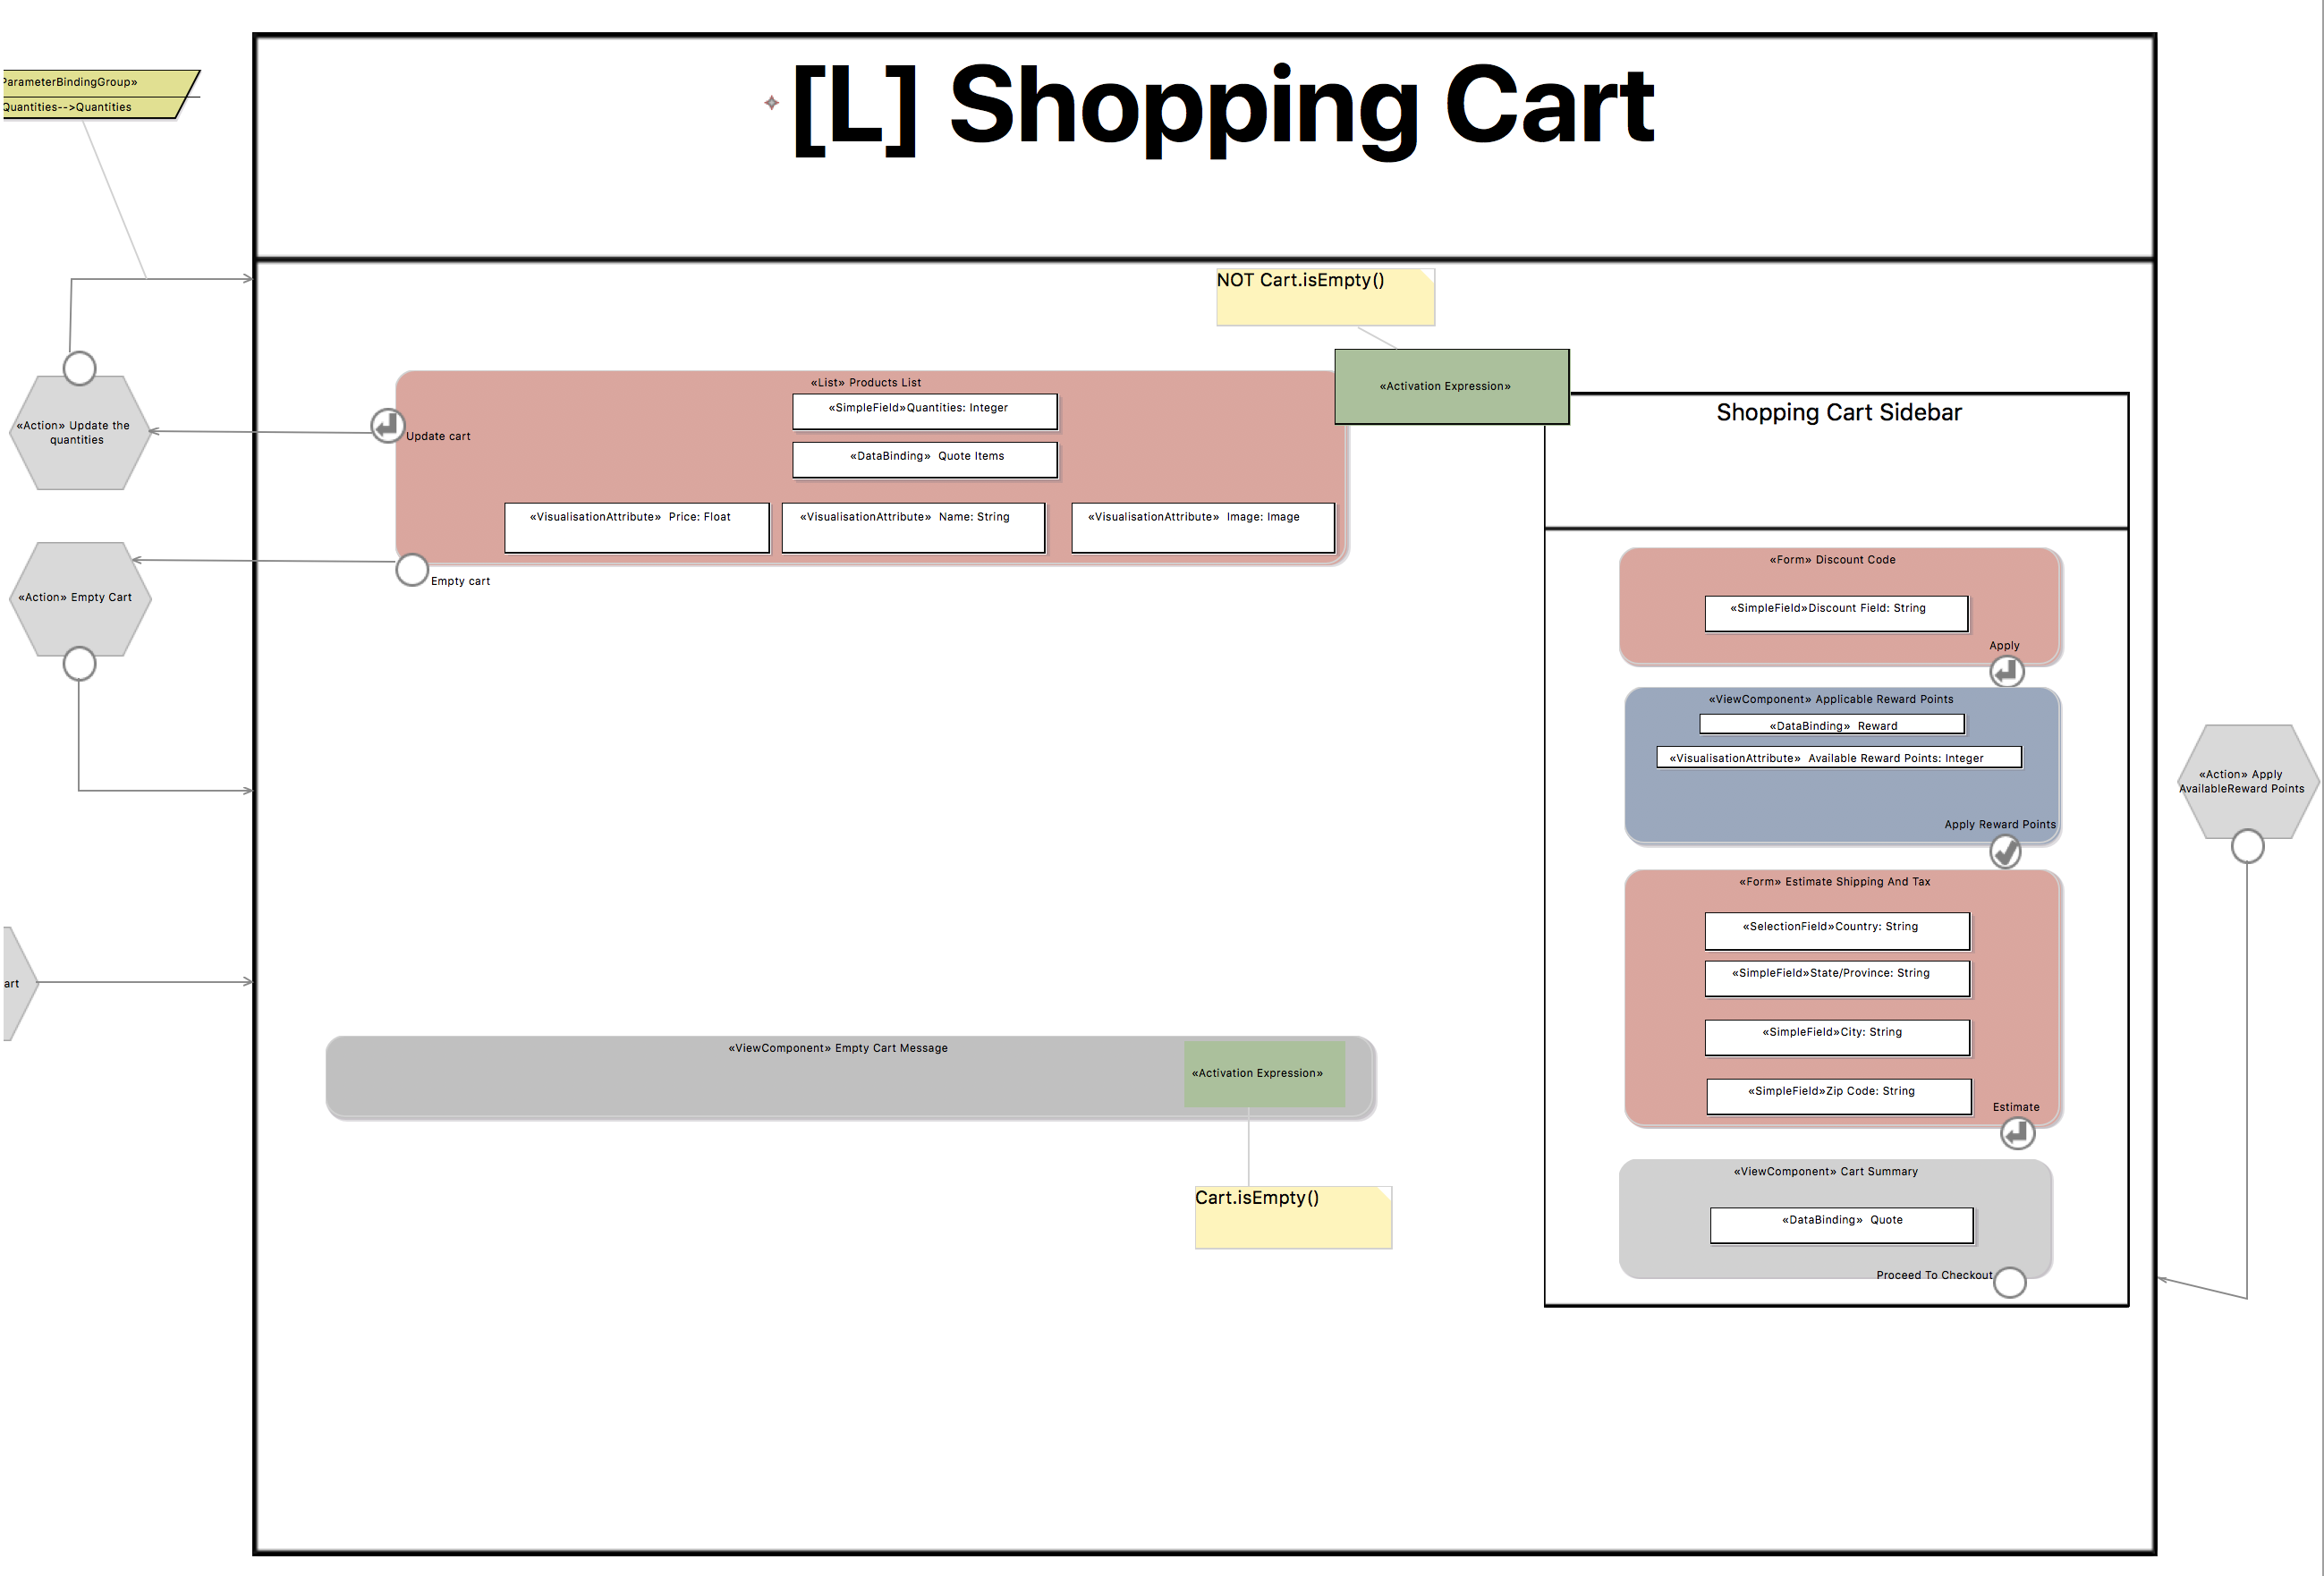 [L] Shopping Cart
ParameterBindingGroup»
Quantities-->Quantities
NOT Cart.isEmpty()
«Activation Expression»
«List» Products List
«SimpleField»Quantities: Integer
«DataBinding» Quote Items
«VisualisationAttribute» Price: Float
«VisualisationAttribute» Name: String
«VisualisationAttribute» Image: Image
Update cart
Empty cart
«Action» Update the
quantities
«Action» Empty Cart
art
Shopping Cart Sidebar
«Form» Discount Code
«SimpleField»Discount Field: String
Apply
«ViewComponent» Applicable Reward Points
«DataBinding» Reward
«VisualisationAttribute» Available Reward Points: Integer
Apply Reward Points
«Form» Estimate Shipping And Tax
«SelectionField»Country: String
«SimpleField»State/Province: String
«SimpleField»City: String
«SimpleField»Zip Code: String
Estimate
«ViewComponent» Cart Summary
«DataBinding» Quote
Proceed To Checkout
«Action» Apply
AvailableReward Points
«ViewComponent» Empty Cart Message
«Activation Expression»
Cart.isEmpty()